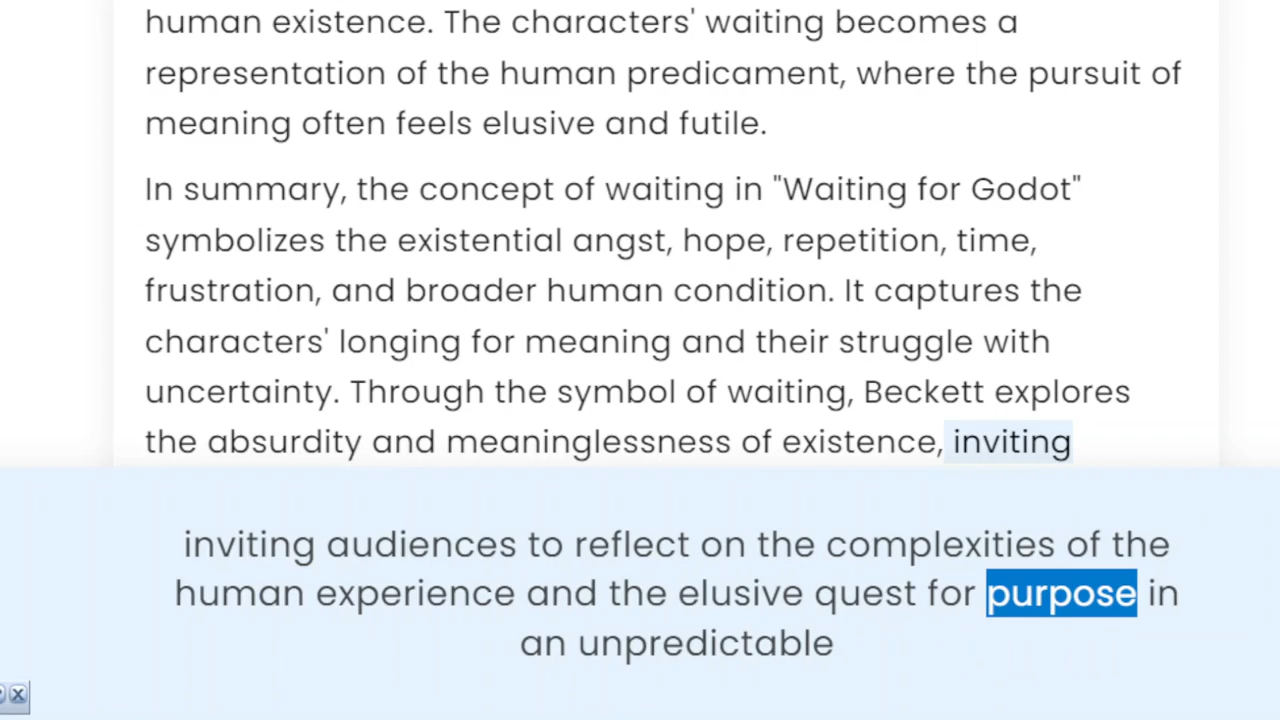 human existence. The characters' waiting becomes a
representation of the human predicament, where the pursuit of
meaning often feels elusive and futile.
In summary, the concept of waiting in "Waiting for Godot"
symbolizes the existential angst, hope, repetition, time,
frustration, and broader human condition. It captures the
characters' longing for meaning and their struggle with
uncertainty. Through the symbol of waiting, Beckett explores
the absurdity and meaninglessness of existence, inviting
inviting audiences to reflect on the complexities of the
human experience and the elusive quest for purpose in
an unpredictable